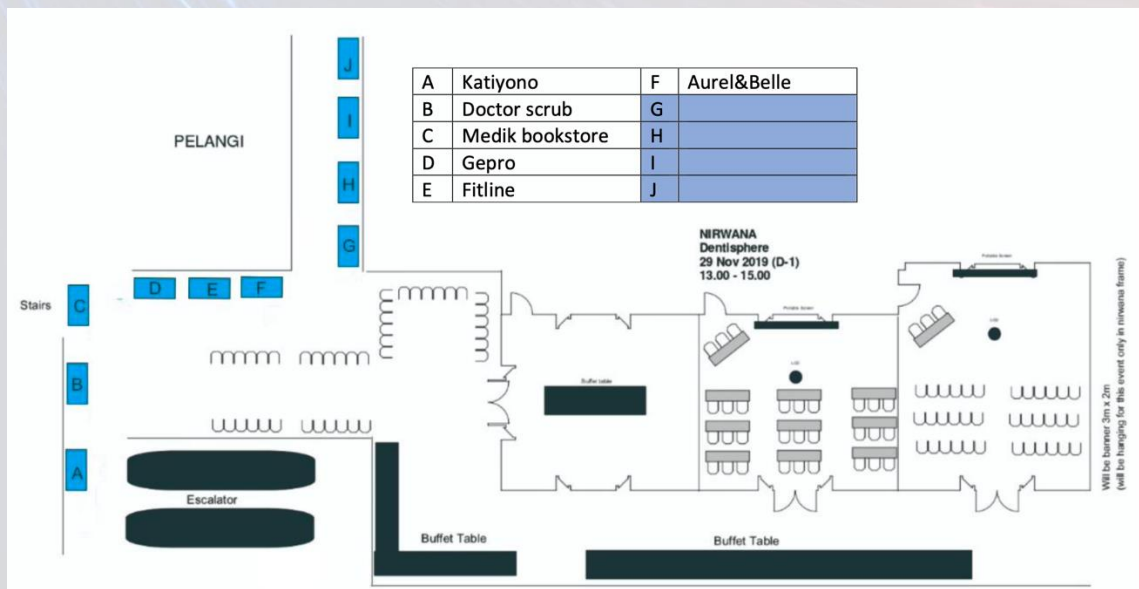 J
I
H
G
PELANGI
A Katiyono F Aurel&Belle
B Doctor scrub G
C Medik bookstore H
D Gepro I
E Fitline J
NIRWANA
Dentisphere
29 Nov 2019 (D-1)
13.00 - 15.00
Stairs
C
D
E
F
B
A
Escalator
Buffet table
Buffet Table
Buffet Table
Will be banner 3m x 2m
(will be hanging for this event only in nirwana frame)